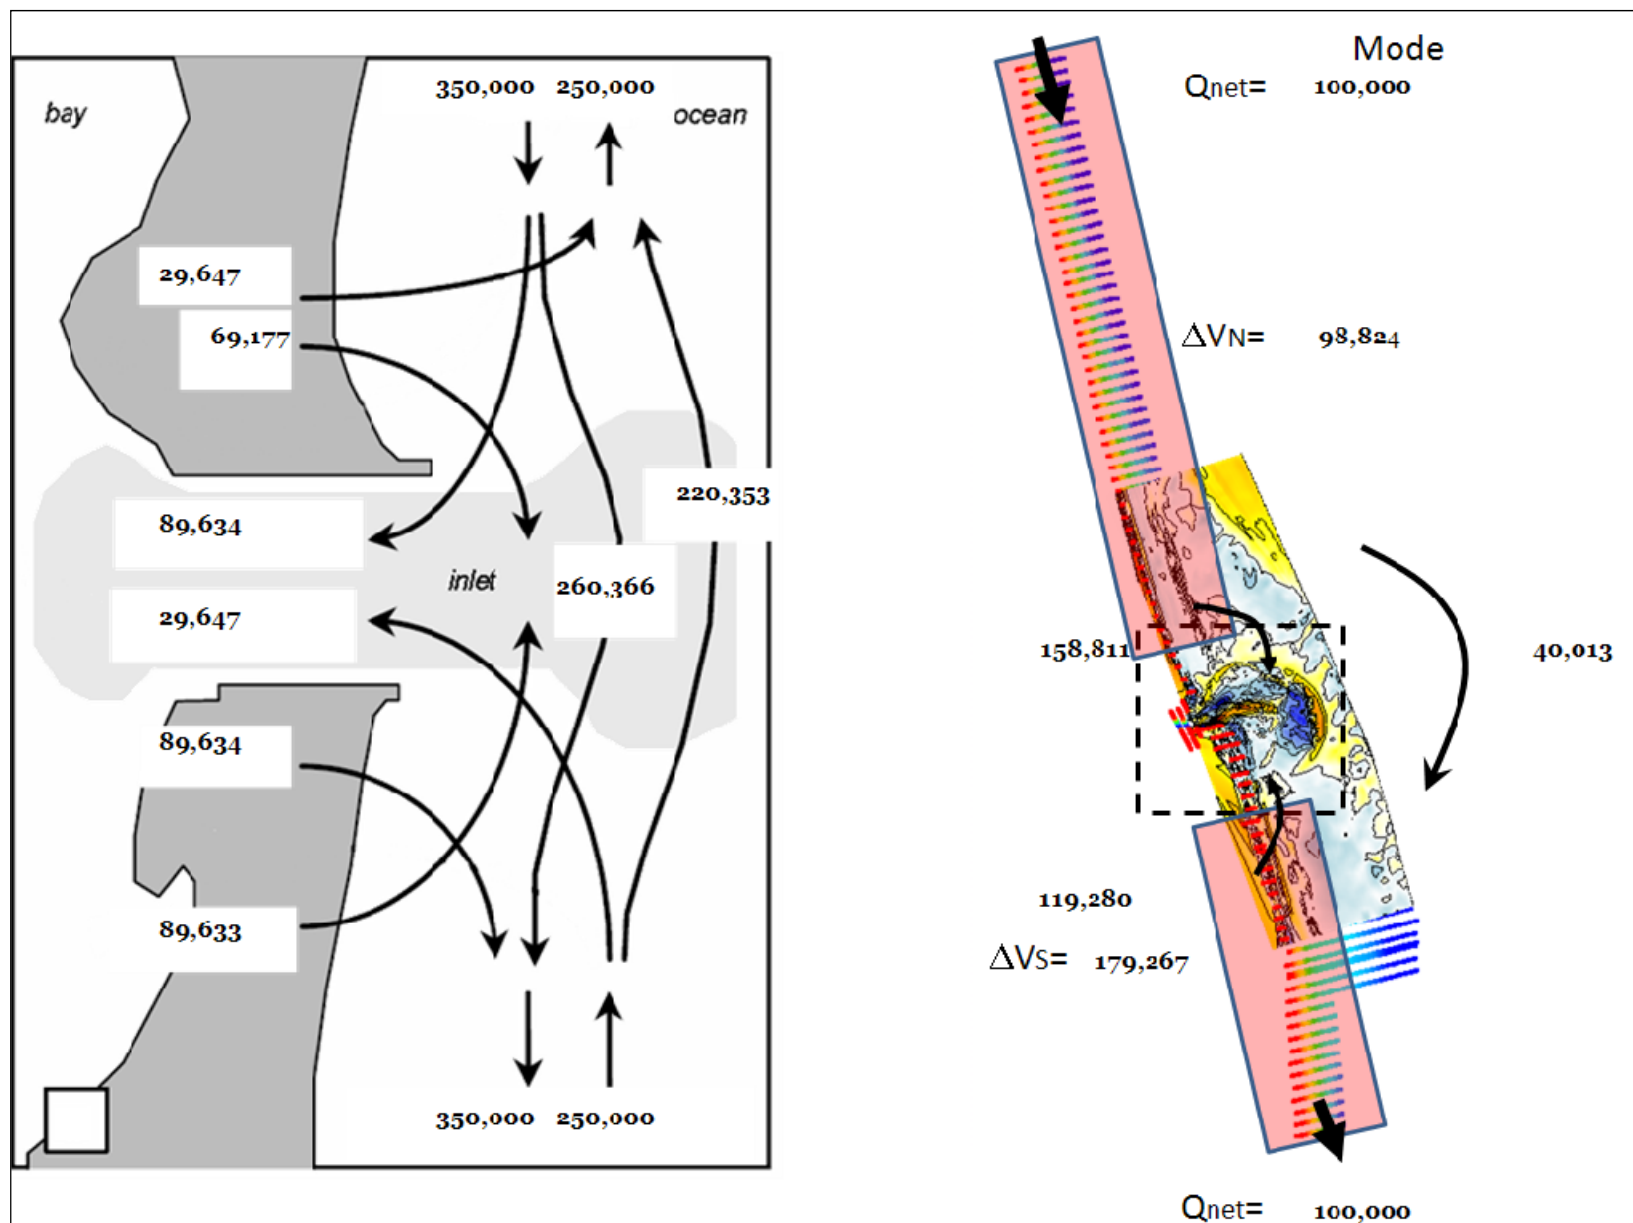 350,000 250,000
bay
ocean
29,647
69,177
220,353
89,634
inlet
260,366
29,647
89,634
89,633
350,000 250,000
Mode
Qnet= 100,000
ΔVN= 98,824
158,811
40,013
119,280
ΔVS= 179,267
Qnet= 100,000